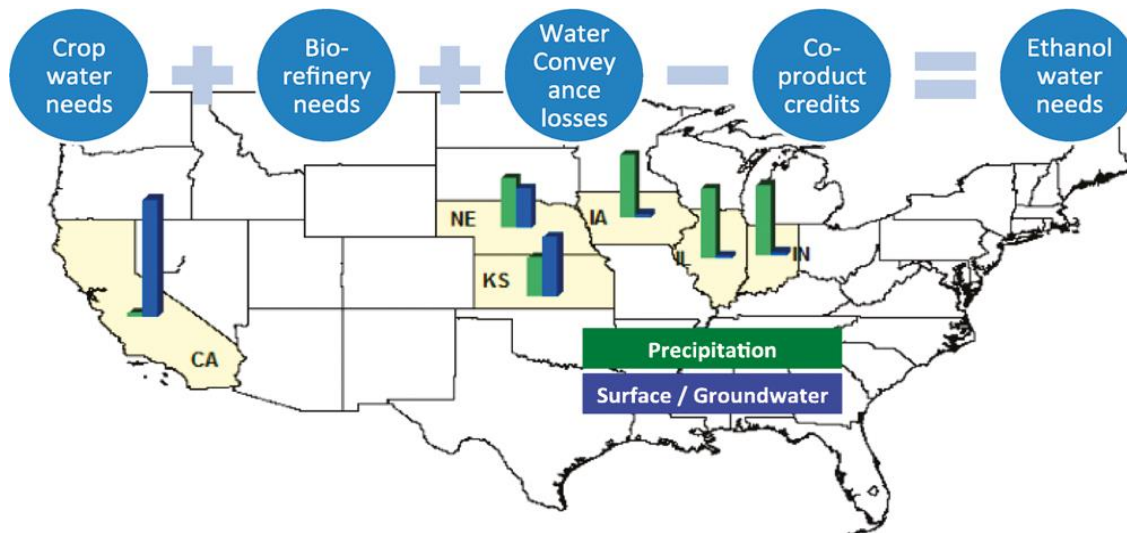 Crop
water
needs
Bio-
refinery
needs
Water
Convey
ance
losses
Co-
product
credits
Ethanol
water
needs
NE
IA
IL
IN
KS
CA
Precipitation
Surface / Groundwater